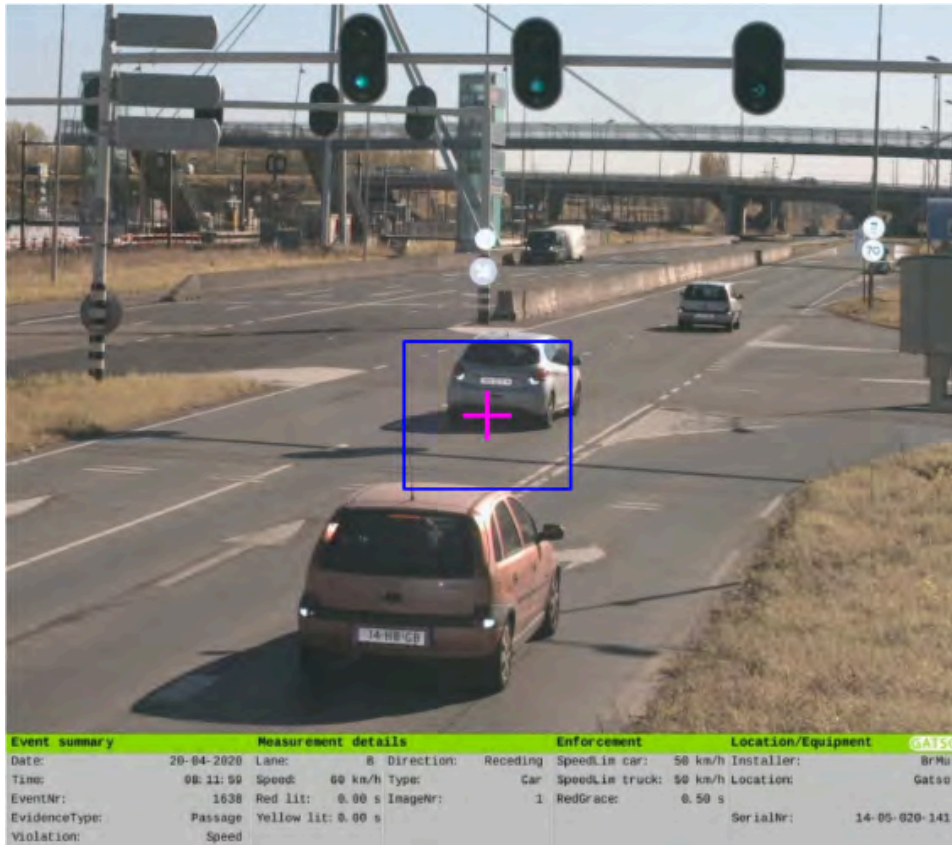 70
14-HB-GB
Event summary Measurement details Enforcement Location/Equipment GATSO
Date: 20-04-2020 Lane: B Direction: Receding SpeedLim car: 50 km/h Installer: BrMu
Time: 08:11:59 Speed: 60 km/h Type: Car SpeedLim truck: 50 km/h Location: Gatso
EventNr: 1638 Red lit: 0.00 s ImageNr: 1 RedGrace: 0.50 s
EvidenceType: Passage Yellow lit: 0.00 s SerialNr: 14-05-020-141
Violation: Speed